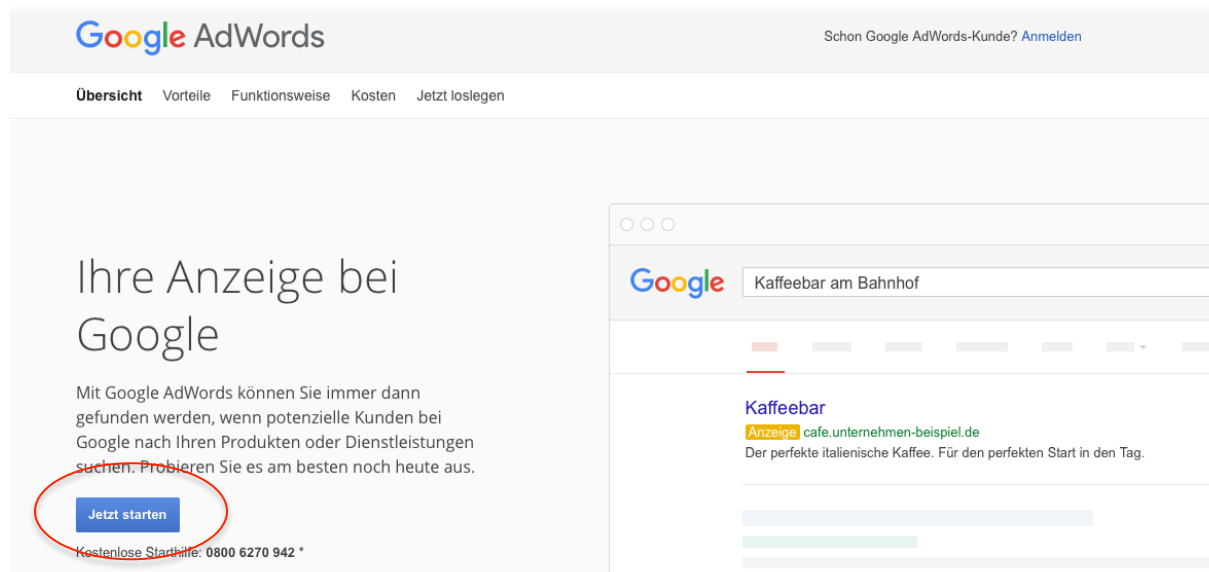 Google AdWords
Schon Google AdWords-Kunde? Anmelden
Übersicht Vorteile Funktionsweise Kosten Jetzt loslegen
Ihre Anzeige bei
Google
Mit Google AdWords können Sie immer dann
gefunden werden, wenn potenzielle Kunden bei
Google nach Ihren Produkten oder Dienstleistungen
suchen. Probieren Sie es am besten noch heute aus.
Jetzt starten
Kostenlose Starthilfe: 0800 6270 942 *
Google Kaffeebar am Bahnhof
Kaffeebar
Anzeige cafe.unternehmen-beispiel.de
Der perfekte italienische Kaffee. Für den perfekten Start in den Tag.